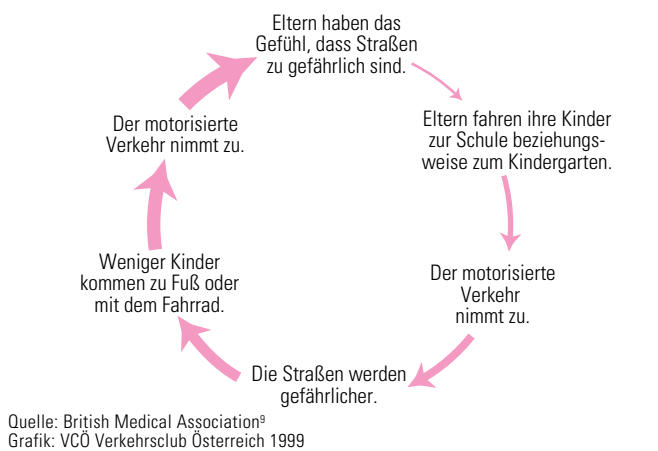 Eltern haben das
Gefühl, dass Straßen
zu gefährlich sind.
Eltern fahren ihre Kinder
zur Schule beziehungs-
weise zum Kindergarten.
Der motorisierte
Verkehr
nimmt zu.
Die Straßen werden
gefährlicher.
Weniger Kinder
kommen zu Fuß oder
mit dem Fahrrad.
Der motorisierte
Verkehr nimmt zu.
Quelle: British Medical Association⁹
Grafik: VCÖ Verkehrsclub Österreich 1999